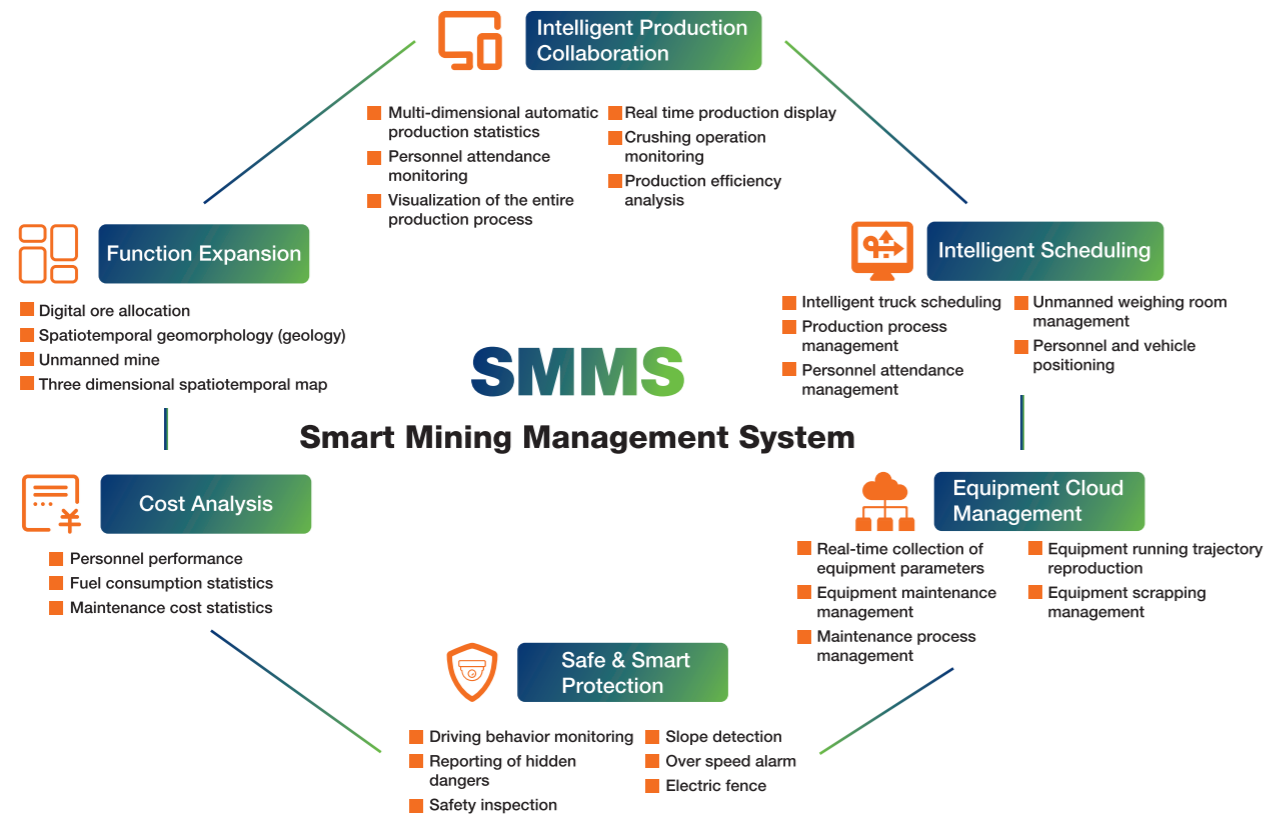 Intelligent Production
Collaboration
Multi-dimensional automatic
production statistics
Personnel attendance
monitoring
Visualization of the entire
production process
Real time production display
Crushing operation
monitoring
Production efficiency
analysis
Function Expansion
Digital ore allocation
Spatiotemporal geomorphology (geology)
Unmanned mine
Three dimensional spatiotemporal map
Intelligent Scheduling
Intelligent truck scheduling
Production process
management
Personnel attendance
management
Unmanned weighing room
management
Personnel and vehicle
positioning
SMMS
Smart Mining Management System
Cost Analysis
¥
Personnel performance
Fuel consumption statistics
Maintenance cost statistics
Equipment Cloud
Management
Real-time collection of
equipment parameters
Equipment maintenance
management
Maintenance process
management
Equipment running trajectory
reproduction
Equipment scrapping
management
Safe & Smart
Protection
Driving behavior monitoring
Reporting of hidden
dangers
Safety inspection
Slope detection
Over speed alarm
Electric fence